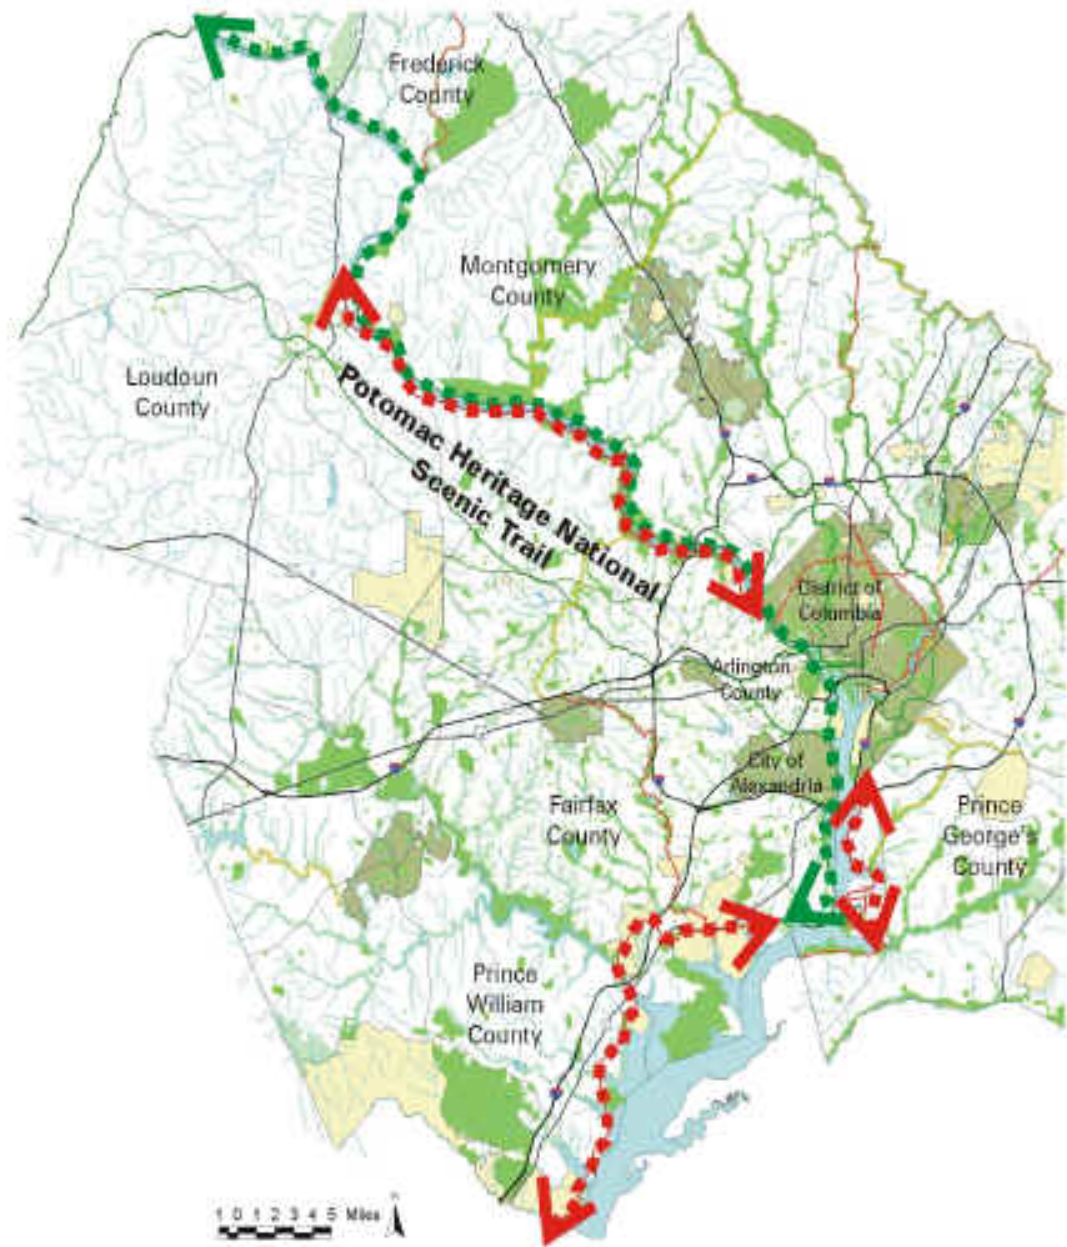 Frederick
County
Montgomery
County
Loudoun
County
Potomac Heritage National
Scenic Trail
District of
Columbia
Arlington
County
City of
Alexandria
Fairfax
County
Prince
George's
County
Prince
William
County
1 0 1 2 3 4 5 Miles